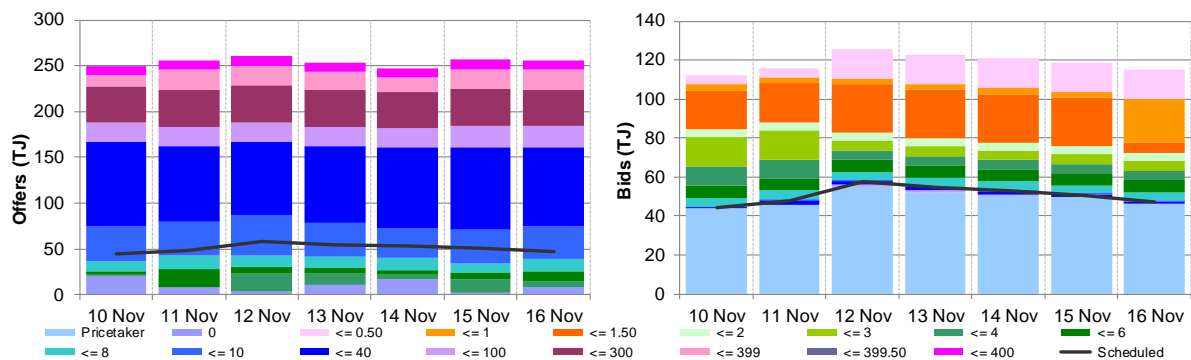 300
250
200
150
100
50
0
Offers (TJ)
10 Nov 11 Nov 12 Nov 13 Nov 14 Nov 15 Nov 16 Nov
140
120
100
80
60
40
20
0
Bids (TJ)
10 Nov 11 Nov 12 Nov 13 Nov 14 Nov 15 Nov 16 Nov
Pricetaker 0 <= 0.50 <= 1 <= 1.50 <= 2 <= 3 <= 4 <= 6
<= 8 <= 10 <= 40 <= 100 <= 300 <= 399 <= 399.50 <= 400 Scheduled